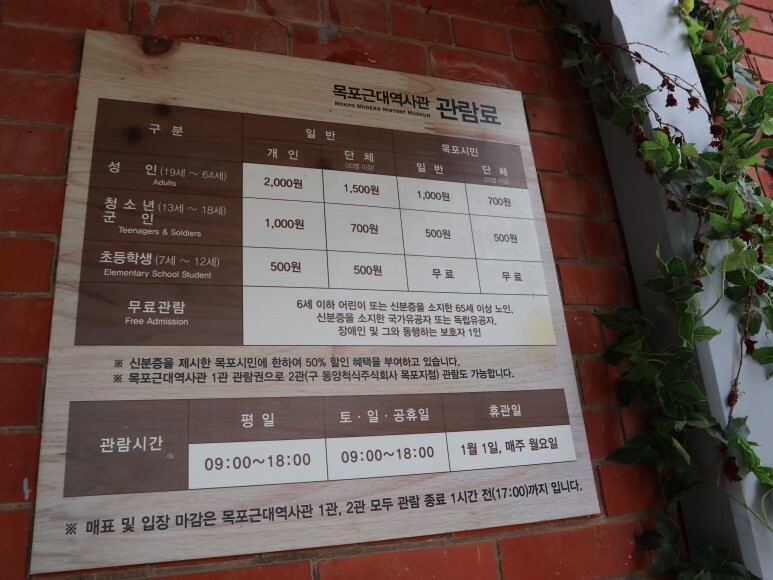 목포근대역사관 관람료
MOKPO MODERN HISTORY MUSEUM
구 분 일 반 목포시민
개 인 단 체 (20명 이상) 일 반 단 체 (20명 이상)
성 인 (19세 ～ 64세) 2,000원 1,500원 1,000원 700원
Adults
청 소 년 (13세 ～ 18세)
군 인 1,000원 700원 500원 500원
Teenagers & Soldiers
초등학생 (7세 ～ 12세) 500원 500원 무 료 무 료
Elementary School Student
무료관람
Free Admission
6세 이하 어린이 또는 신분증을 소지한 65세 이상 노인,
신분증을 소지한 국가유공자 또는 독립유공자,
장애인 및 그와 동행하는 보호자 1인
※ 신분증을 제시한 목포시민에 한하여 50% 할인 혜택을 부여하고 있습니다.
※ 목포근대역사관 1관 관람권으로 2관(구 동양척식주식회사 목포지점) 관람도 가능합니다.
관람시간 평 일 토 · 일 · 공휴일 휴관일
09:00～18:00 09:00～18:00 1월 1일, 매주 월요일
※ 매표 및 입장 마감은 목포근대역사관 1관, 2관 모두 관람 종료 1시간 전(17:00)까지 입니다.